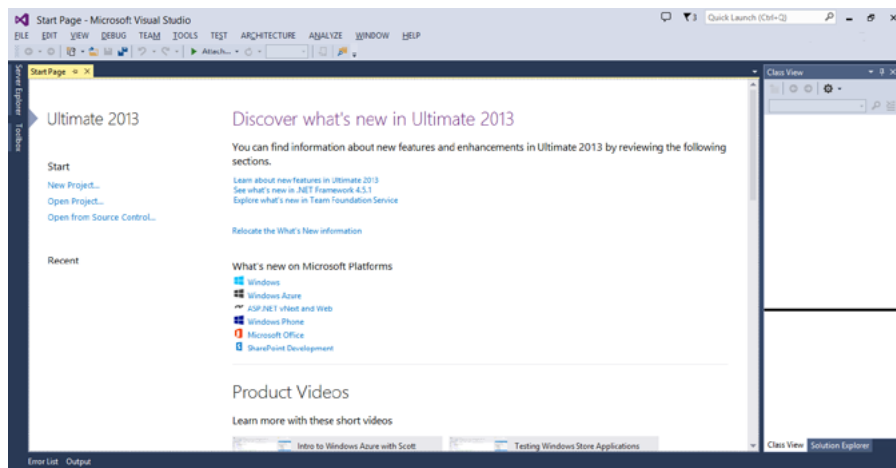 Start Page - Microsoft Visual Studio
3
Quick Launch (Ctrl+Q)
FILE EDIT VIEW DEBUG TEAM TOOLS TEST ARCHITECTURE ANALYZE WINDOW HELP
Attach...
Server Explorer
Toolbox
Start Page
Class View
Ultimate 2013
Start
New Project...
Open Project...
Open from Source Control...
Recent
Discover what's new in Ultimate 2013
You can find information about new features and enhancements in Ultimate 2013 by reviewing the following
sections.
Learn about new features in Ultimate 2013
See what's new in .NET Framework 4.5.1
Explore what's new in Team Foundation Service
Relocate the What's New information
What's new on Microsoft Platforms
Windows
Windows Azure
ASP.NET vNext and Web
Windows Phone
Microsoft Office
SharePoint Development
Product Videos
Learn more with these short videos
Intro to Windows Azure with Scott
Testing Windows Store Applications
Class View Solution Explorer
Error List Output